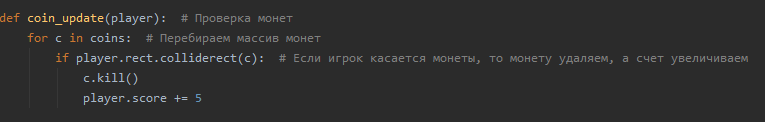 def coin_update(player):  # Проверка монет
    for c in coins:  # Перебираем массив монет
        if player.rect.colliderect(c):  # Если игрок касается монеты, то монету удаляем, а счет увеличиваем
            c.kill()
            player.score += 5